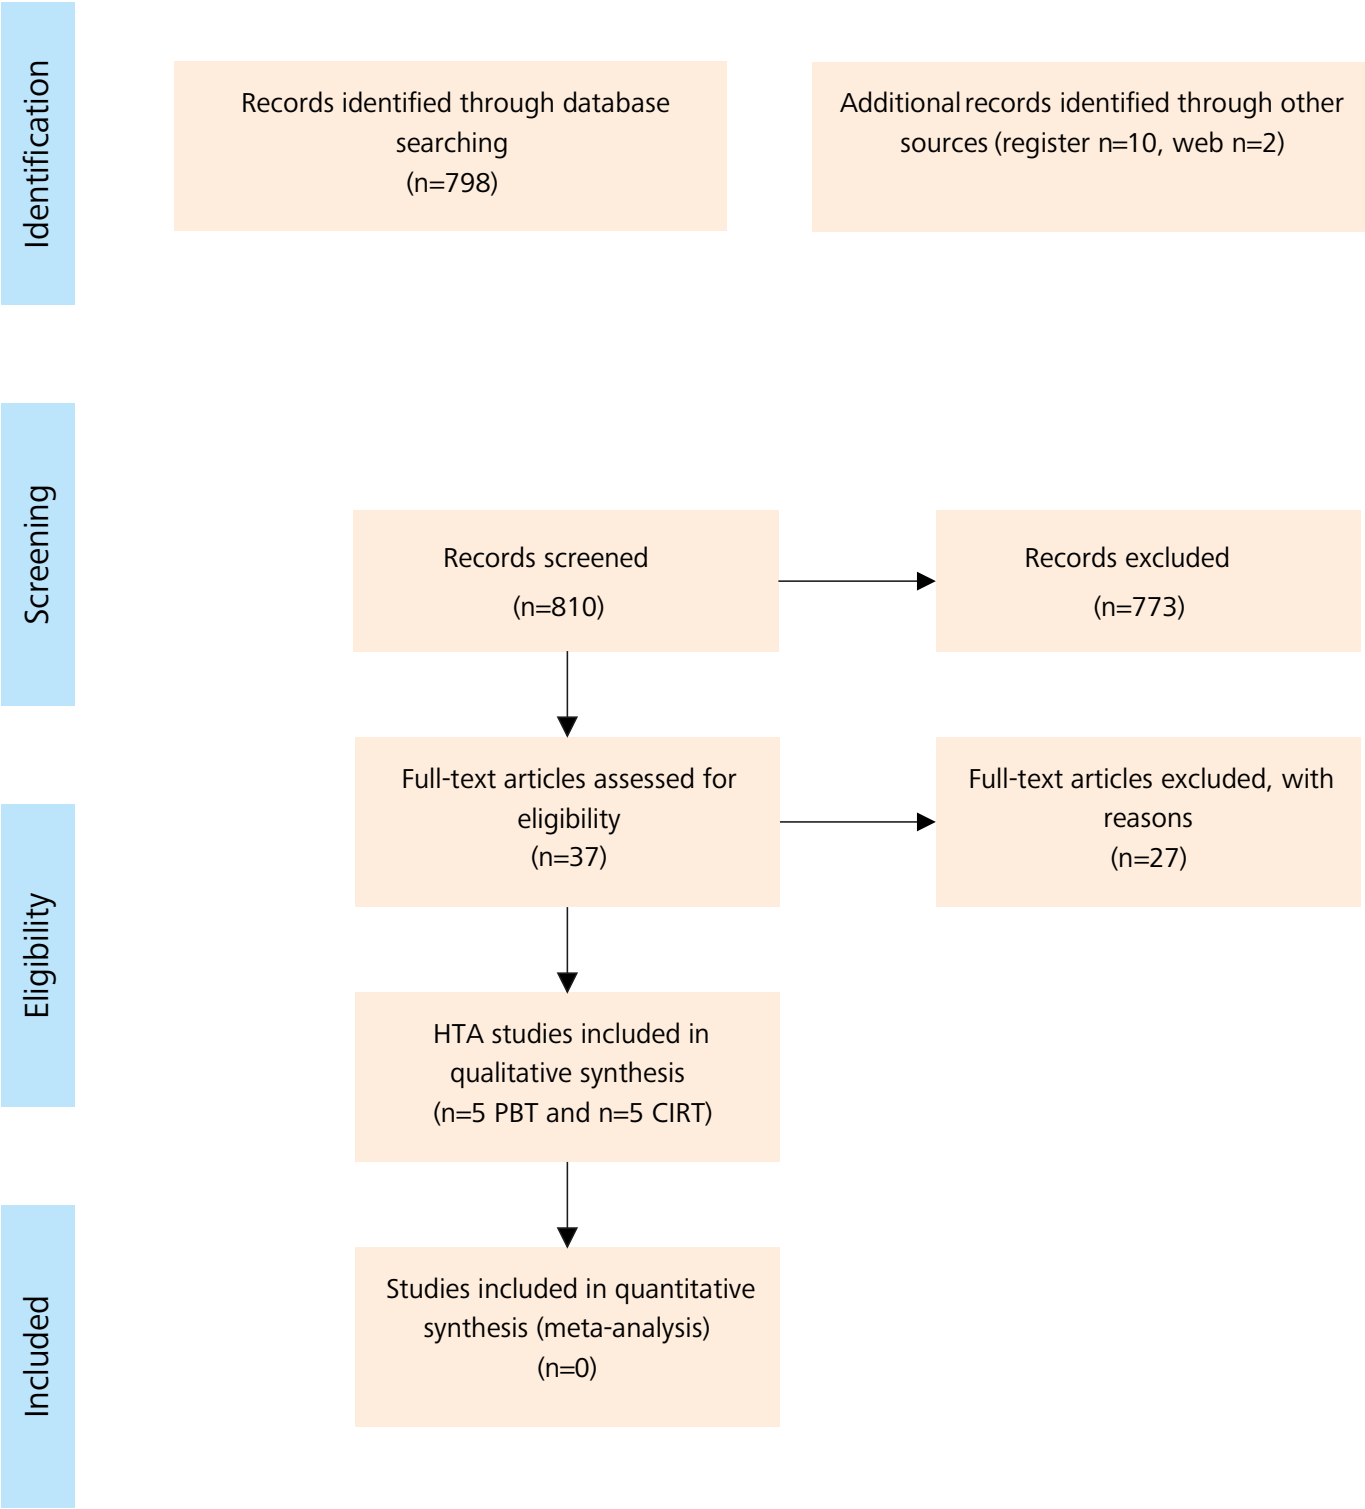 Identification
Records identified through database
searching
(n=798)
Additional records identified through other
sources (register n=10, web n=2)
Screening
Records screened
(n=810)
Records excluded
(n=773)
Eligibility
Full-text articles assessed for
eligibility
(n=37)
Full-text articles excluded, with
reasons
(n=27)
HTA studies included in
qualitative synthesis
(n=5 PBT and n=5 CIRT)
Included
Studies included in quantitative
synthesis (meta-analysis)
(n=0)